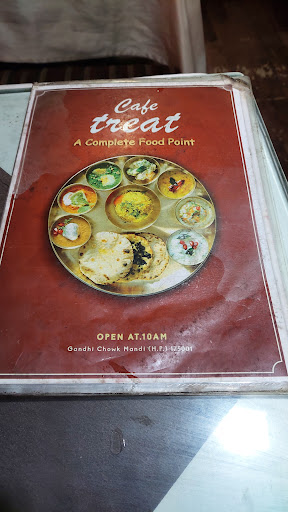 Cafe
treat
A Complete Food Point
OPEN AT.10AM
Gandhi Chowk Mandi (H.P.) 175001